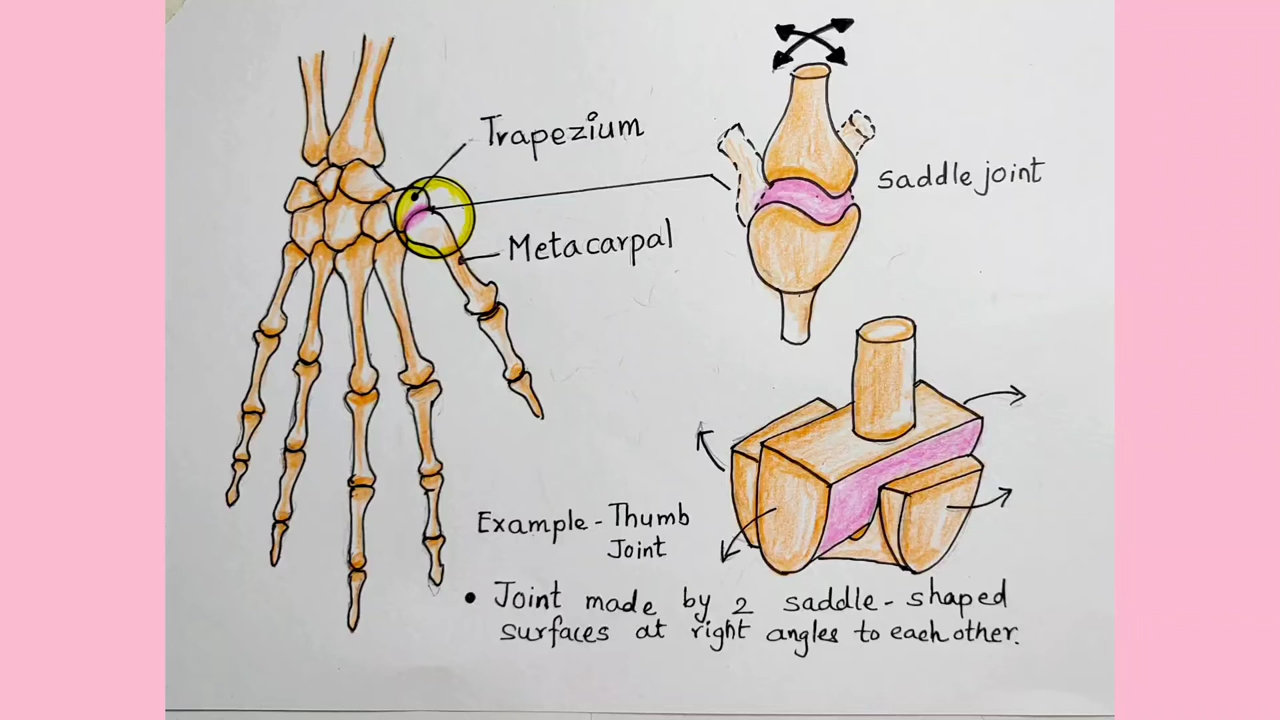 Trapezium
Saddle joint
Metacarpal
Example - Thumb
Joint
• Joint made by 2 saddle - shaped
surfaces at right angles to each other.